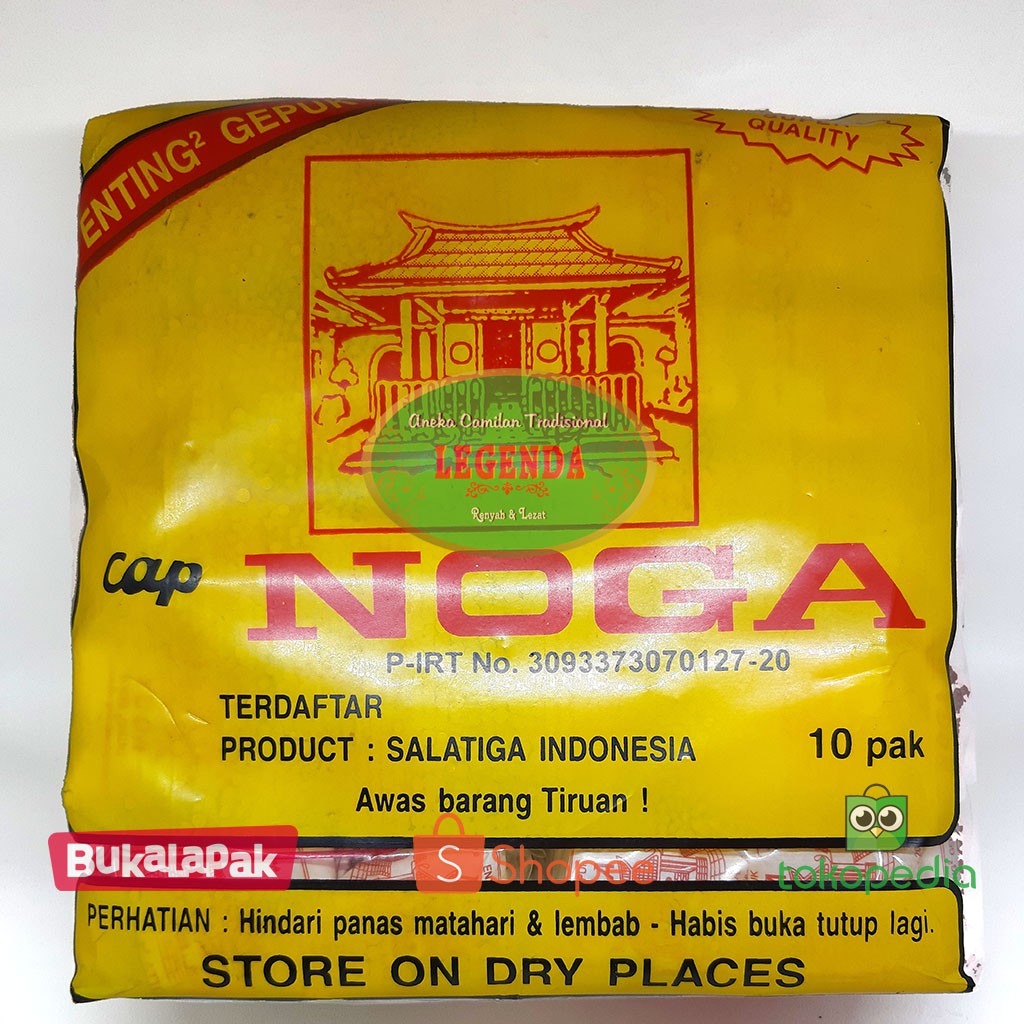 ENTING² GEPUK
QUALITY
Aneka Camilan Tradisional
LEGENDA
Renyah & Lezat
cap NOGA
P-IRT No. 3093373070127-20
TERDAFTAR
PRODUCT : SALATIGA INDONESIA
10 pak
Awas barang Tiruan !
BukaLapak
S Shopee
tokopedia
PERHATIAN : Hindari panas matahari & lembab - Habis buka tutup lagi.
STORE ON DRY PLACES